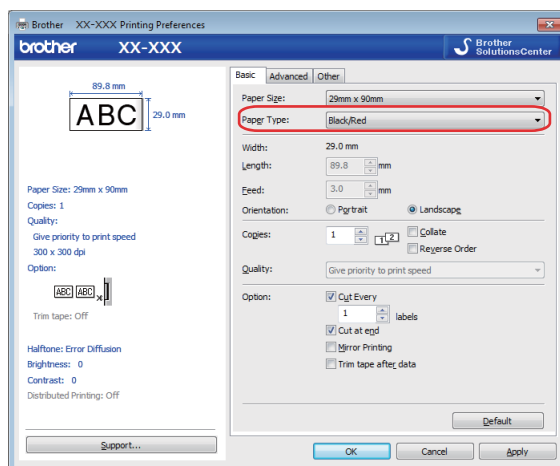 Brother XX-XXX Printing Preferences
brother XX-XXX
Brother
SolutionsCenter
89.8 mm
ABC
29.0 mm
Paper Size: 29mm x 90mm
Copies: 1
Quality:
Give priority to print speed
300 x 300 dpi
Option:
ABC ABC
Trim tape: Off
Halftone: Error Diffusion
Brightness: 0
Contrast: 0
Distributed Printing: Off
Support...
Basic Advanced Other
Paper Size: 29mm x 90mm
Paper Type: Black/Red
Width: 29.0 mm
Length: 89.8 mm
Feed: 3.0 mm
Orientation: Portrait Landscape
Copies: 1 1 2 Collate
Reverse Order
Quality: Give priority to print speed
Option: Cut Every
1 labels
Cut at end
Mirror Printing
Trim tape after data
Default
OK Cancel Apply